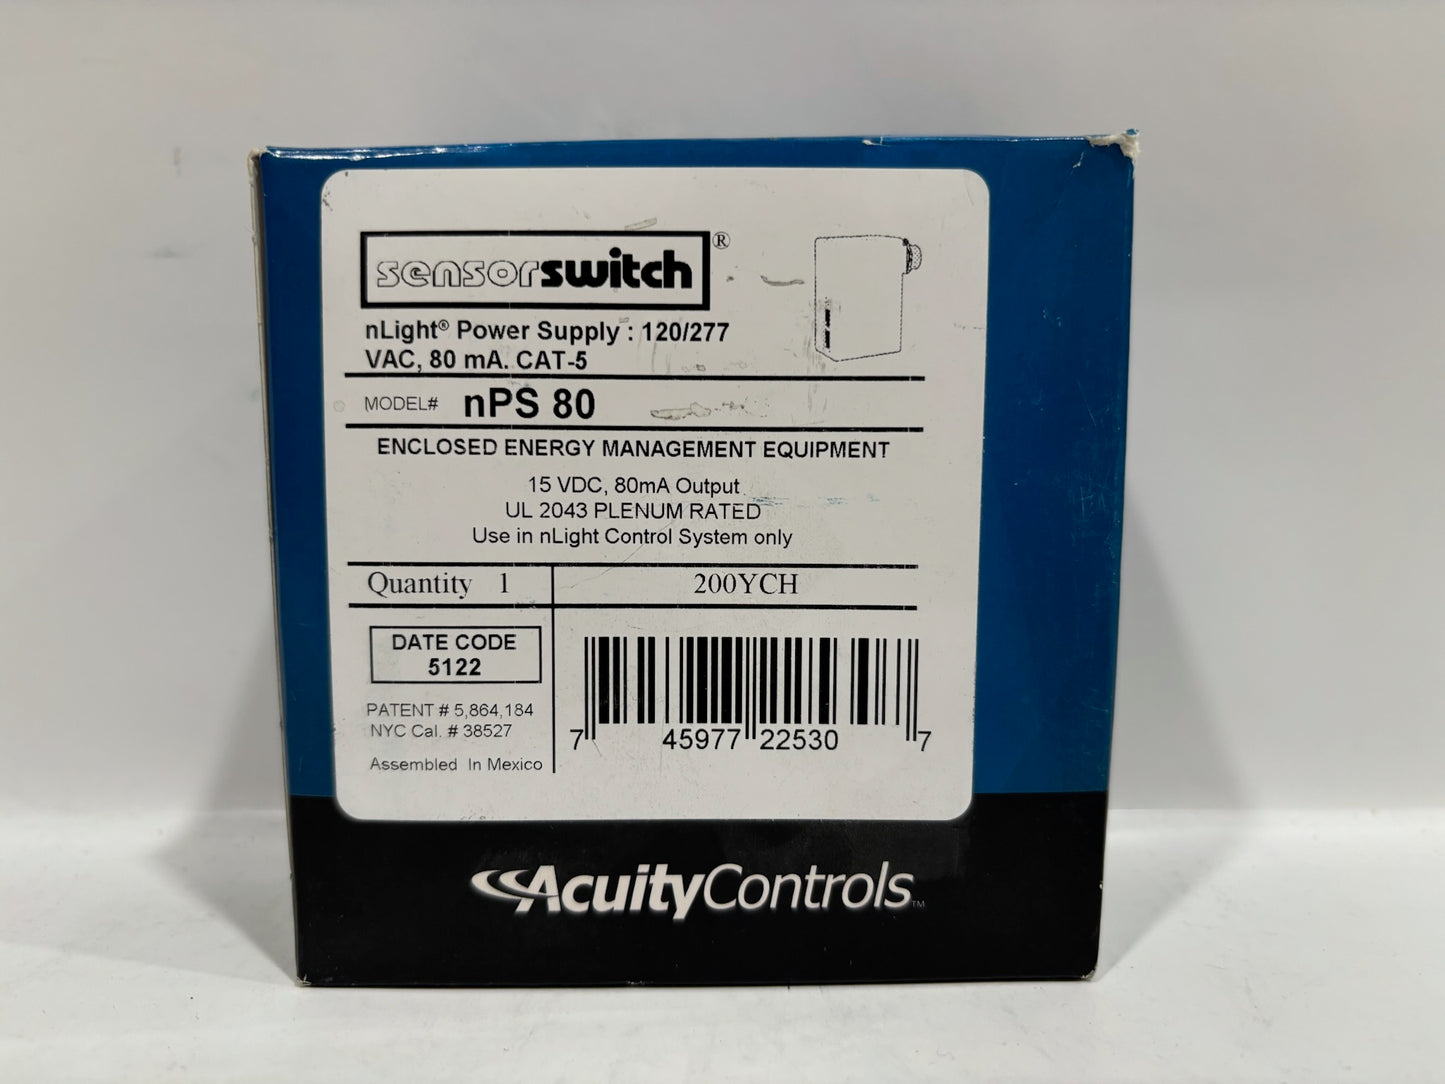 sensorswitch®
nLight® Power Supply : 120/277
VAC, 80 mA. CAT-5
MODEL# nPS 80
ENCLOSED ENERGY MANAGEMENT EQUIPMENT
15 VDC, 80mA Output
UL 2043 PLENUM RATED
Use in nLight Control System only
Quantity 1 200YCH
DATE CODE
5122
PATENT # 5,864,184
NYC Cal. # 38527
Assembled In Mexico
7 45977 22530 7
AcuityControls™